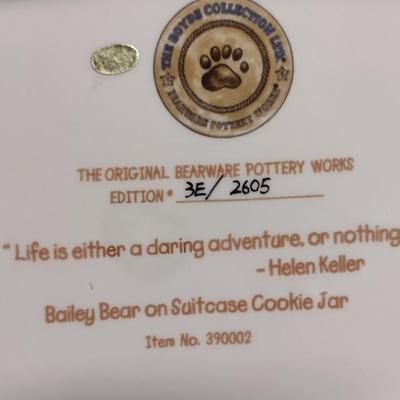 THE BOYDS COLLECTION LTD.
BEARWARE POTTERY WORKS
THE ORIGINAL BEARWARE POTTERY WORKS
EDITION # 3E/2605
"Life is either a daring adventure, or nothing
- Helen Keller
Bailey Bear on Suitcase Cookie Jar
Item No. 390002